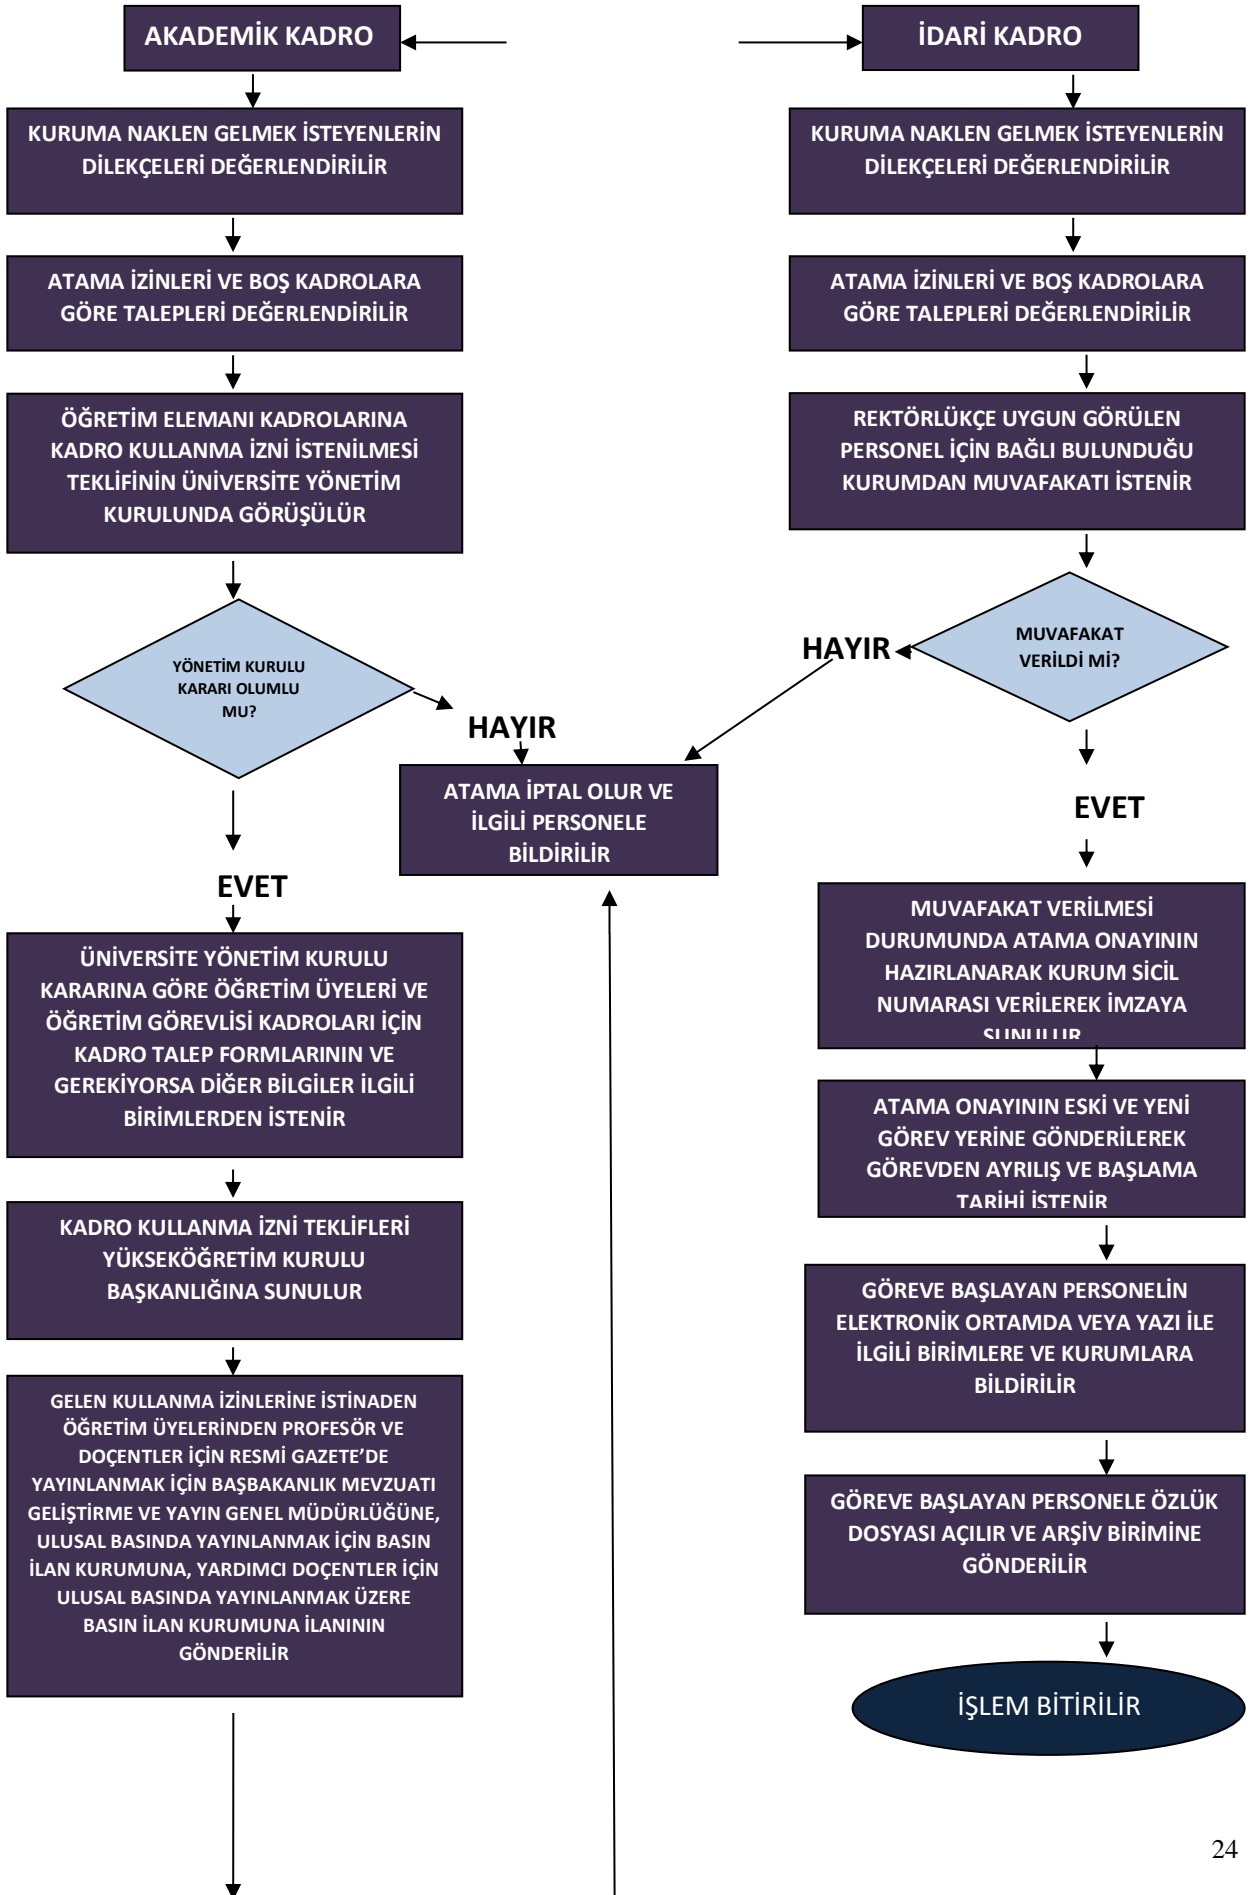 AKADEMİK KADRO
İDARİ KADRO
KURUMA NAKLEN GELMEK İSTEYENLERİN
DİLEKÇELERİ DEĞERLENDİRİLİR
KURUMA NAKLEN GELMEK İSTEYENLERİN
DİLEKÇELERİ DEĞERLENDİRİLİR
ATAMA İZİNLERİ VE BOŞ KADROLARA
GÖRE TALEPLERİ DEĞERLENDİRİLİR
ATAMA İZİNLERİ VE BOŞ KADROLARA
GÖRE TALEPLERİ DEĞERLENDİRİLİR
ÖĞRETİM ELEMANI KADROLARINA
KADRO KULLANMA İZNİ İSTENİLMESİ
TEKLİFİNİN ÜNİVERSİTE YÖNETİM
KURULUNDA GÖRÜŞÜLÜR
REKTÖRLÜKÇE UYGUN GÖRÜLEN
PERSONEL İÇİN BAĞLI BULUNDUĞU
KURUMDAN MUVAFAKATI İSTENİR
YÖNETİM KURULU
KARARI OLUMLU
MU?
HAYIR
MUVAFAKAT
VERİLDİ Mİ?
HAYIR
ATAMA İPTAL OLUR VE
İLGİLİ PERSONELE
BİLDİRİLİR
EVET
EVET
ÜNİVERSİTE YÖNETİM KURULU
KARARINA GÖRE ÖĞRETİM ÜYELERİ VE
ÖĞRETİM GÖREVLİSİ KADROLARI İÇİN
KADRO TALEP FORMLARININ VE
GEREKİYORSA DİĞER BİLGİLER İLGİLİ
BİRİMLERDEN İSTENİR
MUVAFAKAT VERİLMESİ
DURUMUNDA ATAMA ONAYININ
HAZIRLANARAK KURUM SİCİL
NUMARASI VERİLEREK İMZAYA
SUNULUR
ATAMA ONAYININ ESKİ VE YENİ
GÖREV YERİNE GÖNDERİLEREK
GÖREVDEN AYRILIŞ VE BAŞLAMA
TARİHİ İSTENİR
KADRO KULLANMA İZNİ TEKLİFLERİ
YÜKSEKÖĞRETİM KURULU
BAŞKANLIĞINA SUNULUR
GÖREVE BAŞLAYAN PERSONELİN
ELEKTRONİK ORTAMDA VEYA YAZI İLE
İLGİLİ BİRİMLERE VE KURUMLARA
BİLDİRİLİR
GELEN KULLANMA İZİNLERİNE İSTİNADEN
ÖĞRETİM ÜYELERİNDEN PROFESÖR VE
DOÇENTLER İÇİN RESMİ GAZETE’DE
YAYINLANMAK İÇİN BAŞBAKANLIK MEVZUATI
GELİŞTİRME VE YAYIN GENEL MÜDÜRLÜĞÜNE,
ULUSAL BASINDA YAYINLANMAK İÇİN BASIN
İLAN KURUMUNA, YARDIMCI DOÇENTLER İÇİN
ULUSAL BASINDA YAYINLANMAK ÜZERE
BASIN İLAN KURUMUNA İLANININ
GÖNDERİLİR
GÖREVE BAŞLAYAN PERSONELE ÖZLÜK
DOSYASI AÇILIR VE ARŞİV BİRİMİNE
GÖNDERİLİR
İŞLEM BİTİRİLİR
24